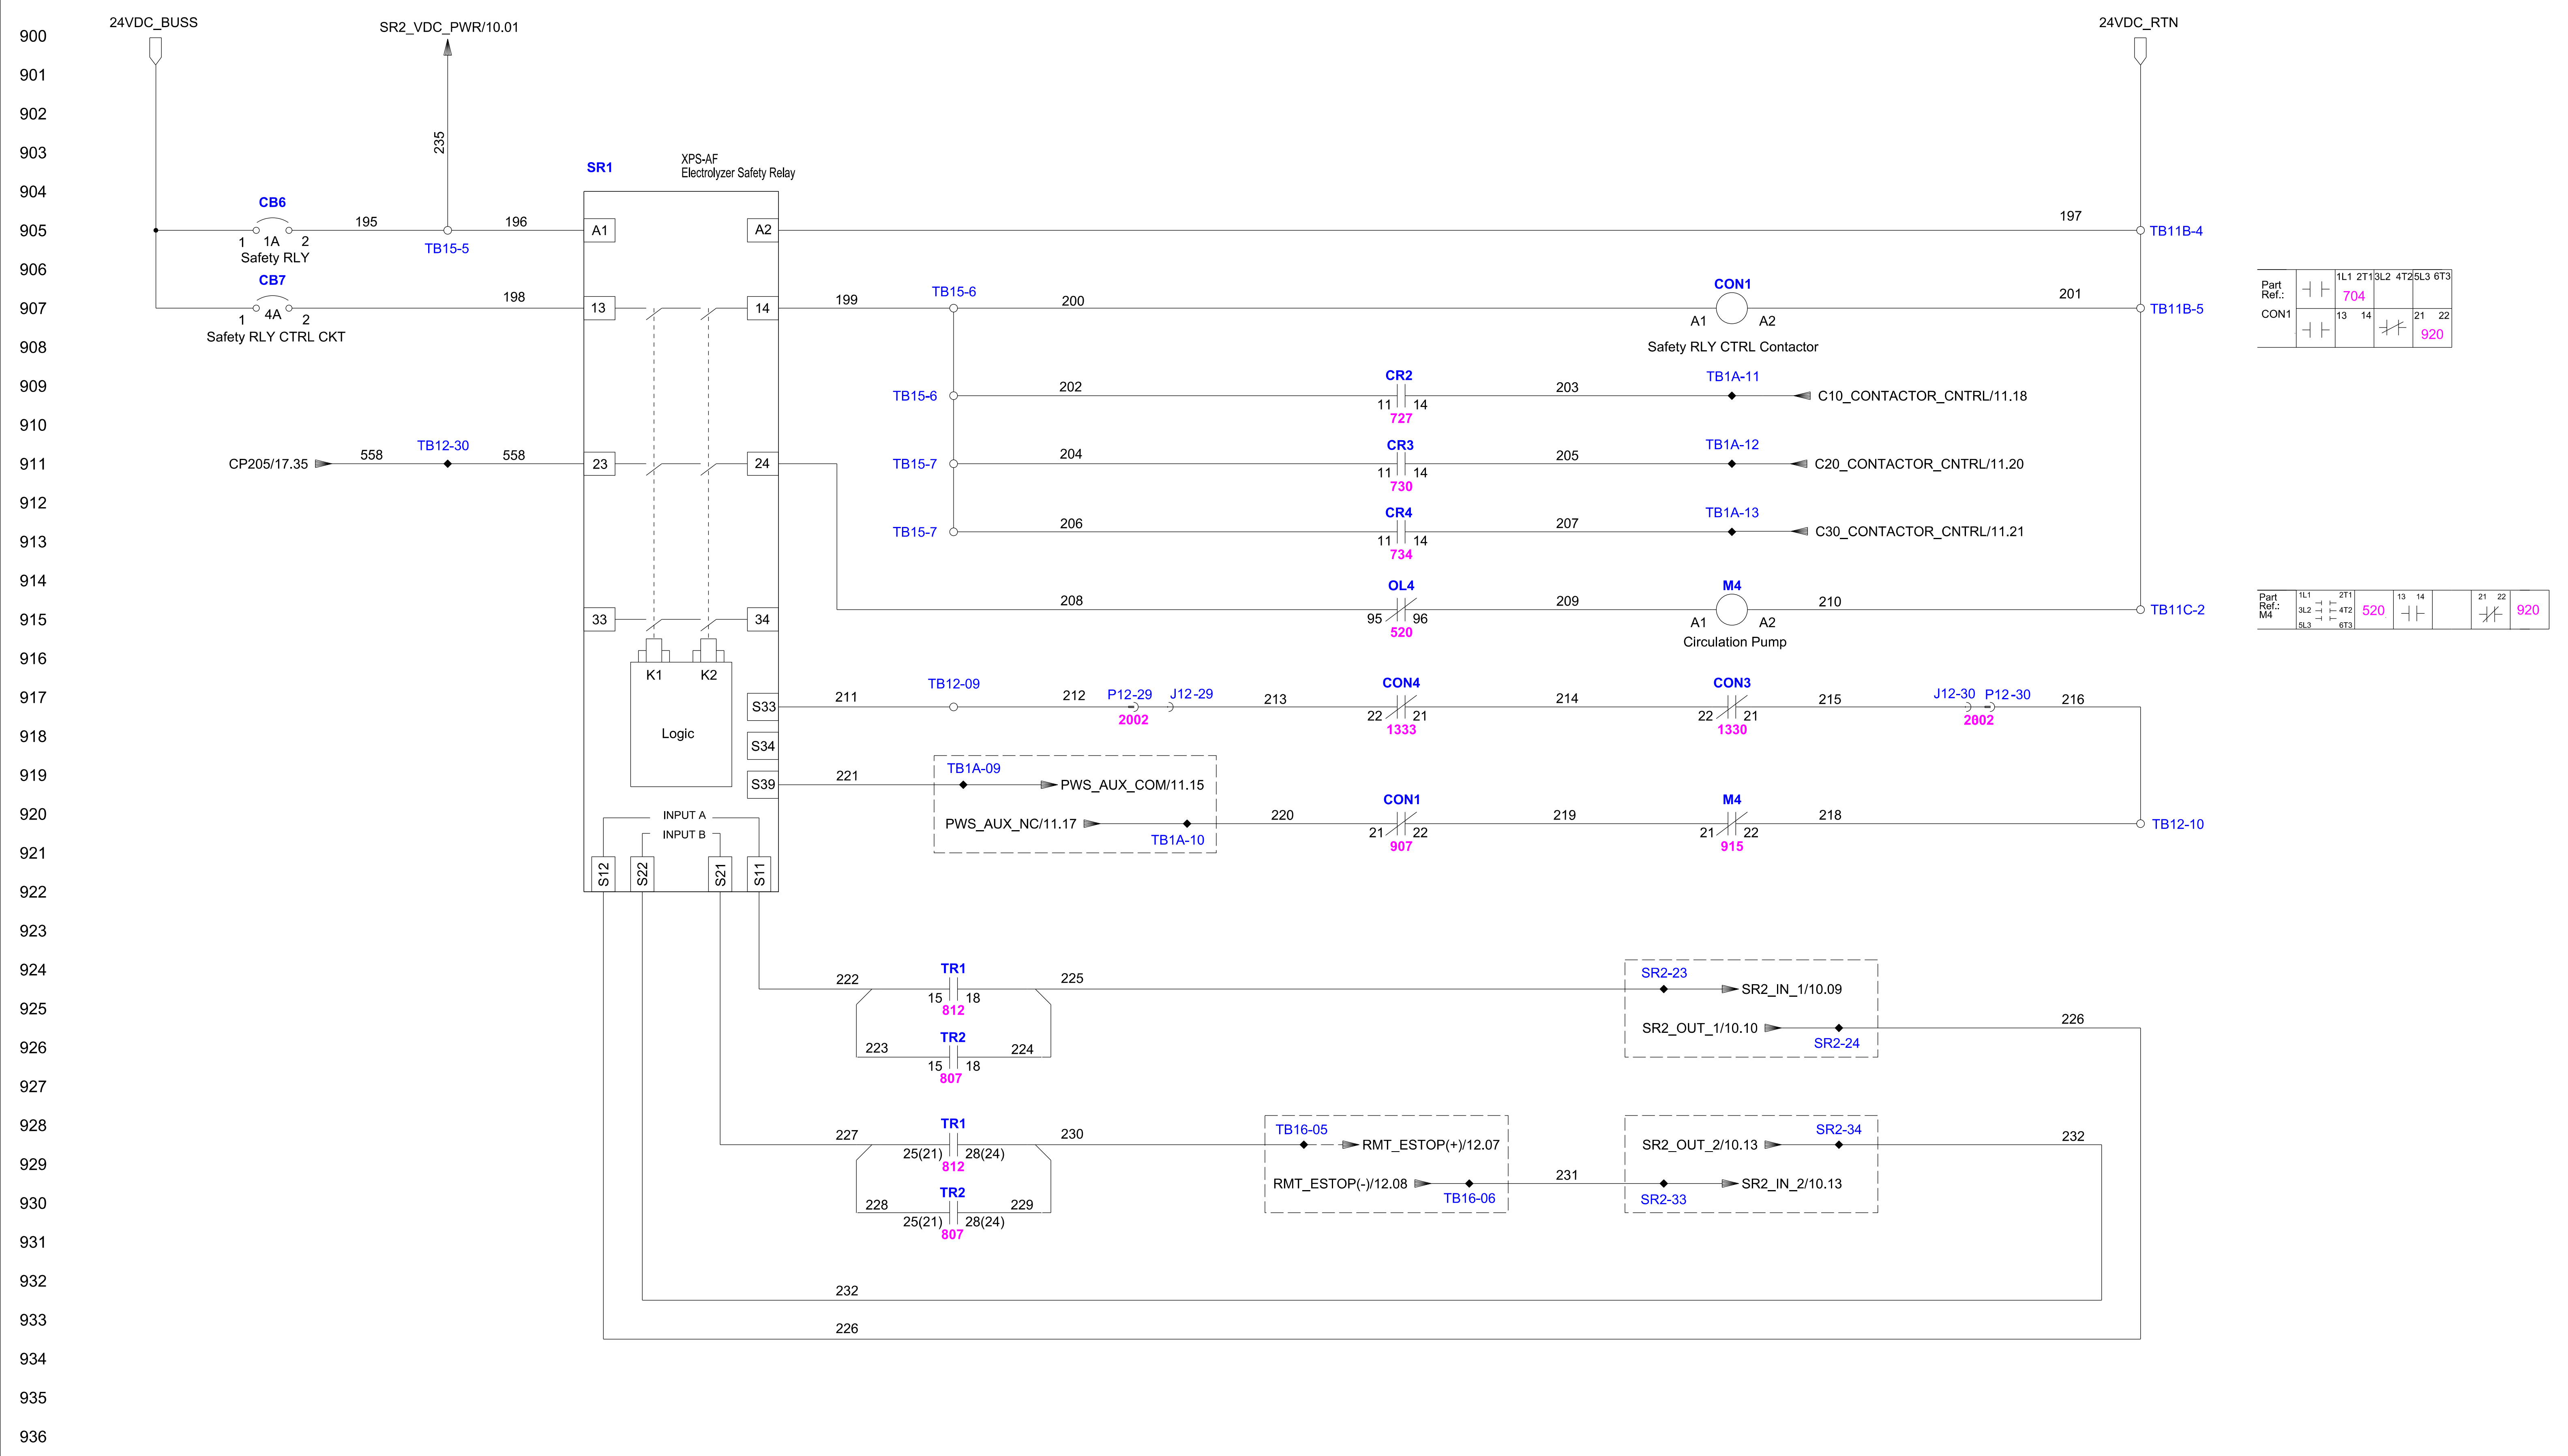 24VDC_BUSS
SR2_VDC_PWR/10.01
24VDC_RTN
900
901
902
903
235
SR1
XPS-AF
Electrolyzer Safety Relay
904
CB6
195
196
197
905
A1
A2
TB11B-4
1 1A 2
TB15-5
Safety RLY
906
CB7
198
199
TB15-6
200
CON1
201
907
13
14
TB11B-5
1 4A 2
A1 A2
Safety RLY CTRL CKT
908
Safety RLY CTRL Contactor
Part
Ref.:
CON1
1L1 2T1 3L2 4T2 5L3 6T3
704
13 14
21 22
920
909
CR2
TB1A-11
202
203
TB15-6
C10_CONTACTOR_CNTRL/11.18
11 14
727
910
CR3
TB1A-12
558
TB12-30
558
204
205
911
CP205/17.35
23
24
TB15-7
C20_CONTACTOR_CNTRL/11.20
11 14
730
912
CR4
TB1A-13
206
207
TB15-7
C30_CONTACTOR_CNTRL/11.21
913
11 14
734
914
OL4
M4
208
209
210
915
33
34
TB11C-2
95 96
A1 A2
520
Circulation Pump
Part
Ref.:
M4
1L1 2T1
3L2 4T2
5L3 6T3
520
13 14
21 22
920
916
K1
K2
917
S33
211
TB12-09
212
P12-29
J12-29
2002
213
CON4
22 21
1333
214
CON3
22 21
1330
215
J12-30
P12-30
2002
216
918
Logic
S34
919
S39
221
TB1A-09
PWS_AUX_COM/11.15
920
INPUT A
PWS_AUX_NC/11.17
TB1A-10
220
CON1
21 22
907
219
M4
21 22
915
218
TB12-10
INPUT B
921
S12
S22
S21
S11
922
923
924
222
TR1
15 18
812
225
SR2-23
SR2_IN_1/10.09
925
SR2_OUT_1/10.10
SR2-24
226
926
223
TR2
15 18
807
224
927
928
227
TR1
25(21) 28(24)
812
230
TB16-05
RMT_ESTOP(+)/12.07
SR2_OUT_2/10.13
SR2-34
232
929
RMT_ESTOP(-)/12.08
TB16-06
231
SR2-33
SR2_IN_2/10.13
930
228
TR2
25(21) 28(24)
807
229
931
932
232
933
226
934
935
936